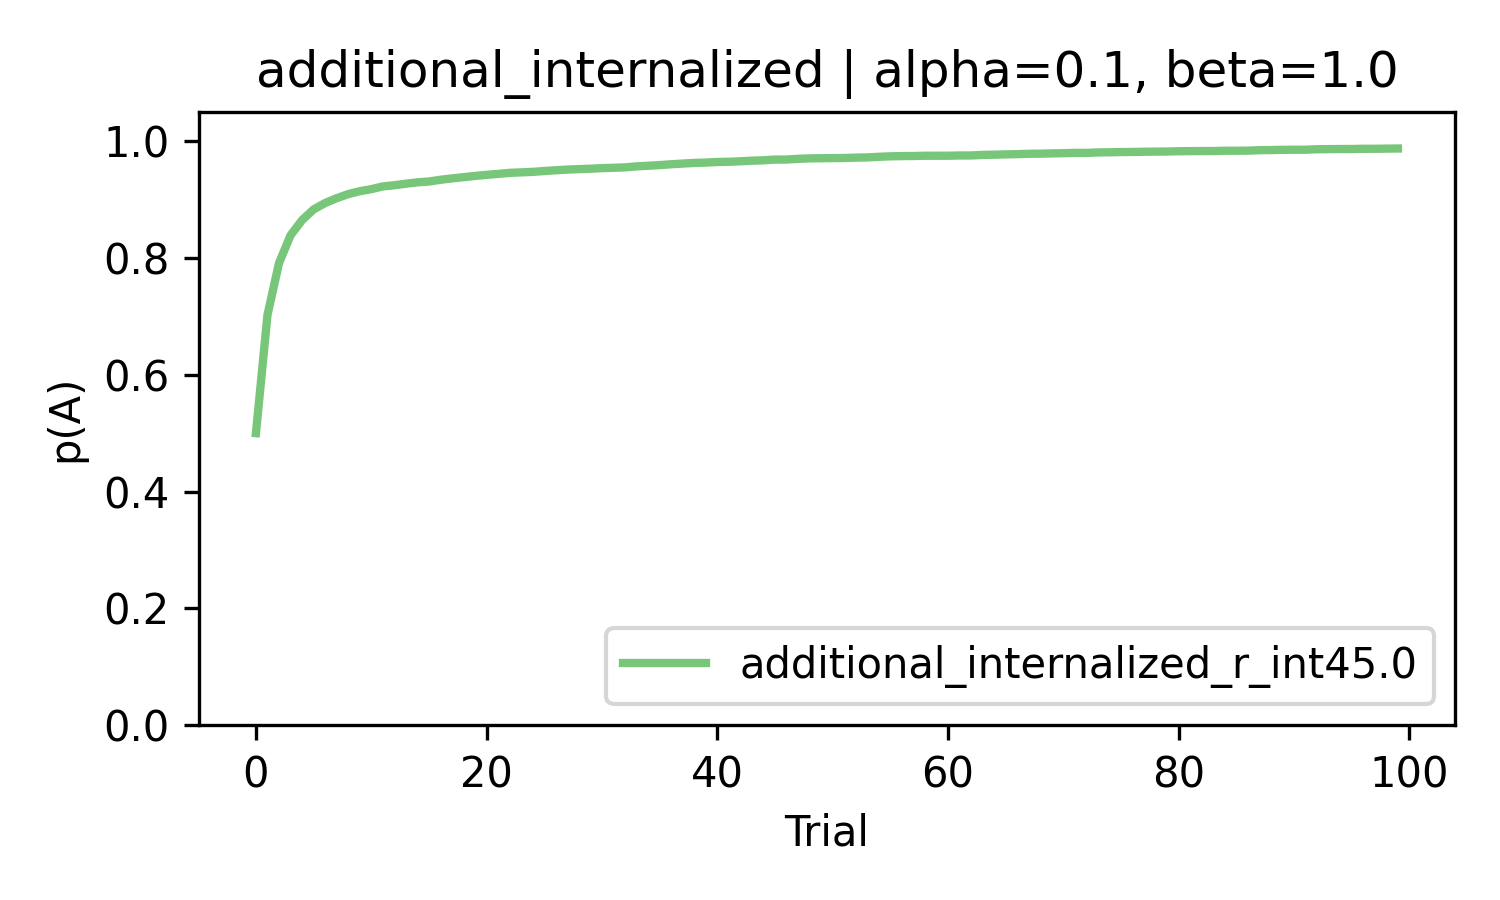 additional_internalized | alpha=0.1, beta=1.0
1.0
0.8
0.6
0.4
0.2
0.0
p(A)
additional_internalized_r_int45.0
0 20 40 60 80 100
Trial